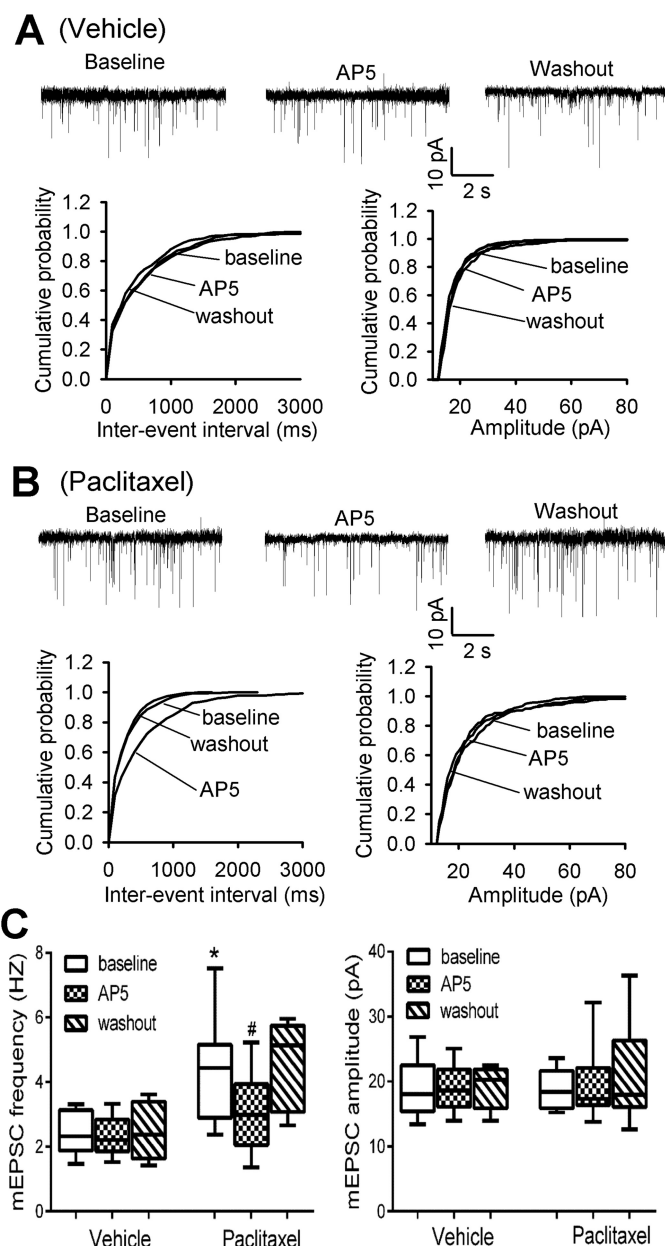 A (Vehicle)
Baseline AP5 Washout
10 pA
2 s
Cumulative probability
1.2
1.0
0.8
0.6
0.4
0.2
0.0
baseline
AP5
washout
0 1000 2000 3000
Inter-event interval (ms)
Cumulative probability
1.2
1.0
0.8
0.6
0.4
0.2
0.0
baseline
AP5
washout
20 40 60 80
Amplitude (pA)
B (Paclitaxel)
Baseline AP5 Washout
10 pA
2 s
Cumulative probability
1.2
1.0
0.8
0.6
0.4
0.2
0.0
baseline
washout
AP5
0 1000 2000 3000
Inter-event interval (ms)
Cumulative probability
1.2
1.0
0.8
0.6
0.4
0.2
0.0
baseline
AP5
washout
20 40 60 80
Amplitude (pA)
C
mEPSC frequency (HZ)
8
6
4
2
0
baseline
AP5
washout
*
#
Vehicle Paclitaxel
mEPSC amplitude (pA)
40
30
20
10
0
baseline
AP5
washout
Vehicle Paclitaxel